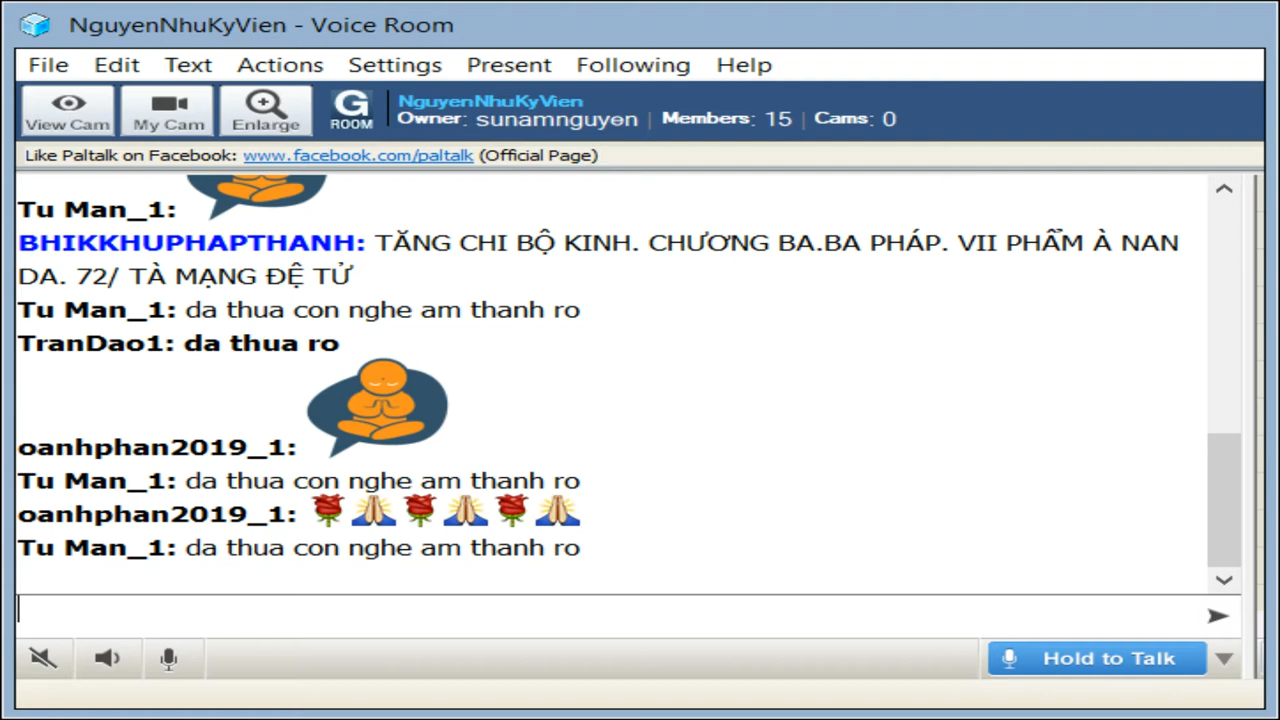 NguyenNhuKyVien - Voice Room
File Edit Text Actions Settings Present Following Help
View Cam My Cam Enlarge G ROOM
NguyenNhuKyVien
Owner: sunamnguyen | Members: 15 | Cams: 0
Like Paltalk on Facebook: www.facebook.com/paltalk (Official Page)
Tu Man_1:
BHIKKHUPHAPTHANH: TĂNG CHI BỘ KINH. CHƯƠNG BA.BA PHÁP. VII PHẨM À NAN
DA. 72/ TÀ MẠNG ĐỆ TỬ
Tu Man_1: da thua con nghe am thanh ro
TranDao1: da thua ro
oanhphan2019_1:
Tu Man_1: da thua con nghe am thanh ro
oanhphan2019_1:
Tu Man_1: da thua con nghe am thanh ro
Hold to Talk